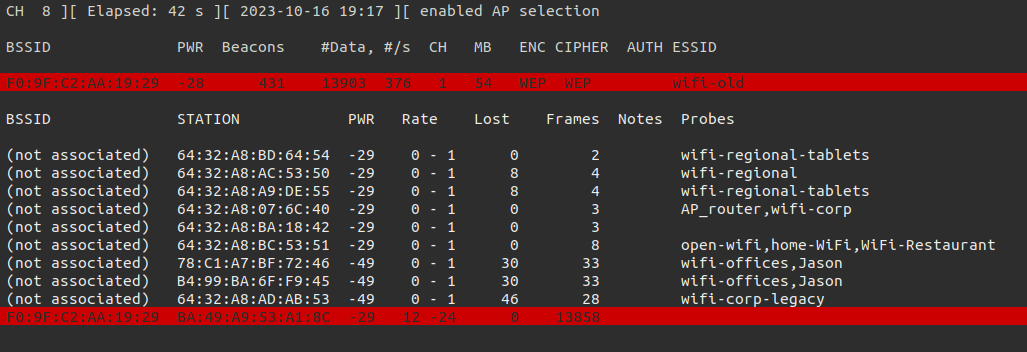 CH 8 ][ Elapsed: 42 s ][ 2023-10-16 19:17 ][ enabled AP selection
BSSID PWR Beacons #Data, #/s CH MB ENC CIPHER AUTH ESSID
F0:9F:C2:AA:19:29 -28 431 13903 376 1 54 WEP WEP wifi-old
BSSID STATION PWR Rate Lost Frames Notes Probes
(not associated) 64:32:A8:BD:64:54 -29 0 - 1 0 2 wifi-regional-tablets
(not associated) 64:32:A8:AC:53:50 -29 0 - 1 8 4 wifi-regional
(not associated) 64:32:A8:A9:DE:55 -29 0 - 1 8 4 wifi-regional-tablets
(not associated) 64:32:A8:07:6C:40 -29 0 - 1 0 3 AP_router,wifi-corp
(not associated) 64:32:A8:BA:18:42 -29 0 - 1 0 3
(not associated) 64:32:A8:BC:53:51 -29 0 - 1 0 8 open-wifi,home-WiFi,WiFi-Restaurant
(not associated) 78:C1:A7:BF:72:46 -49 0 - 1 30 33 wifi-offices,Jason
(not associated) B4:99:BA:6F:F9:45 -49 0 - 1 30 33 wifi-offices,Jason
(not associated) 64:32:A8:AD:AB:53 -49 0 - 1 46 28 wifi-corp-legacy
F0:9F:C2:AA:19:29 BA:49:A9:53:A1:8C -29 12 -24 0 13858